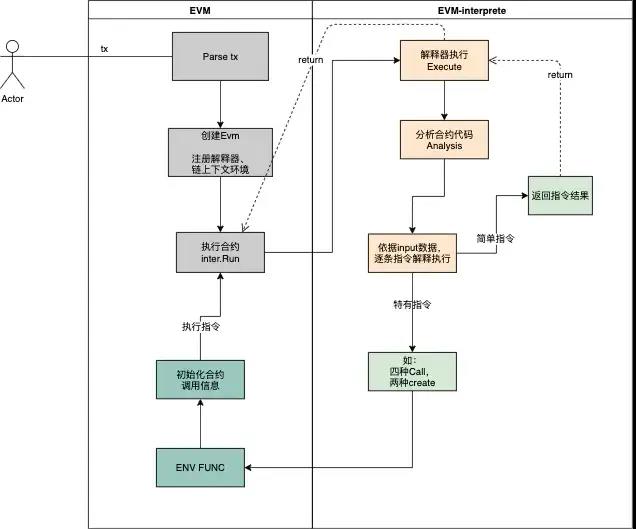 EVM
EVM-interprete
Actor
tx
Parse tx
return
解释器执行
Execute
return
创建Evm
注册解释器、
链上下文环境
分析合约代码
Analysis
返回指令结果
执行合约
inter.Run
依据input数据，
逐条指令解释执行
简单指令
特有指令
执行指令
初始化合约
调用信息
如：
四种Call，
两种create
ENV FUNC